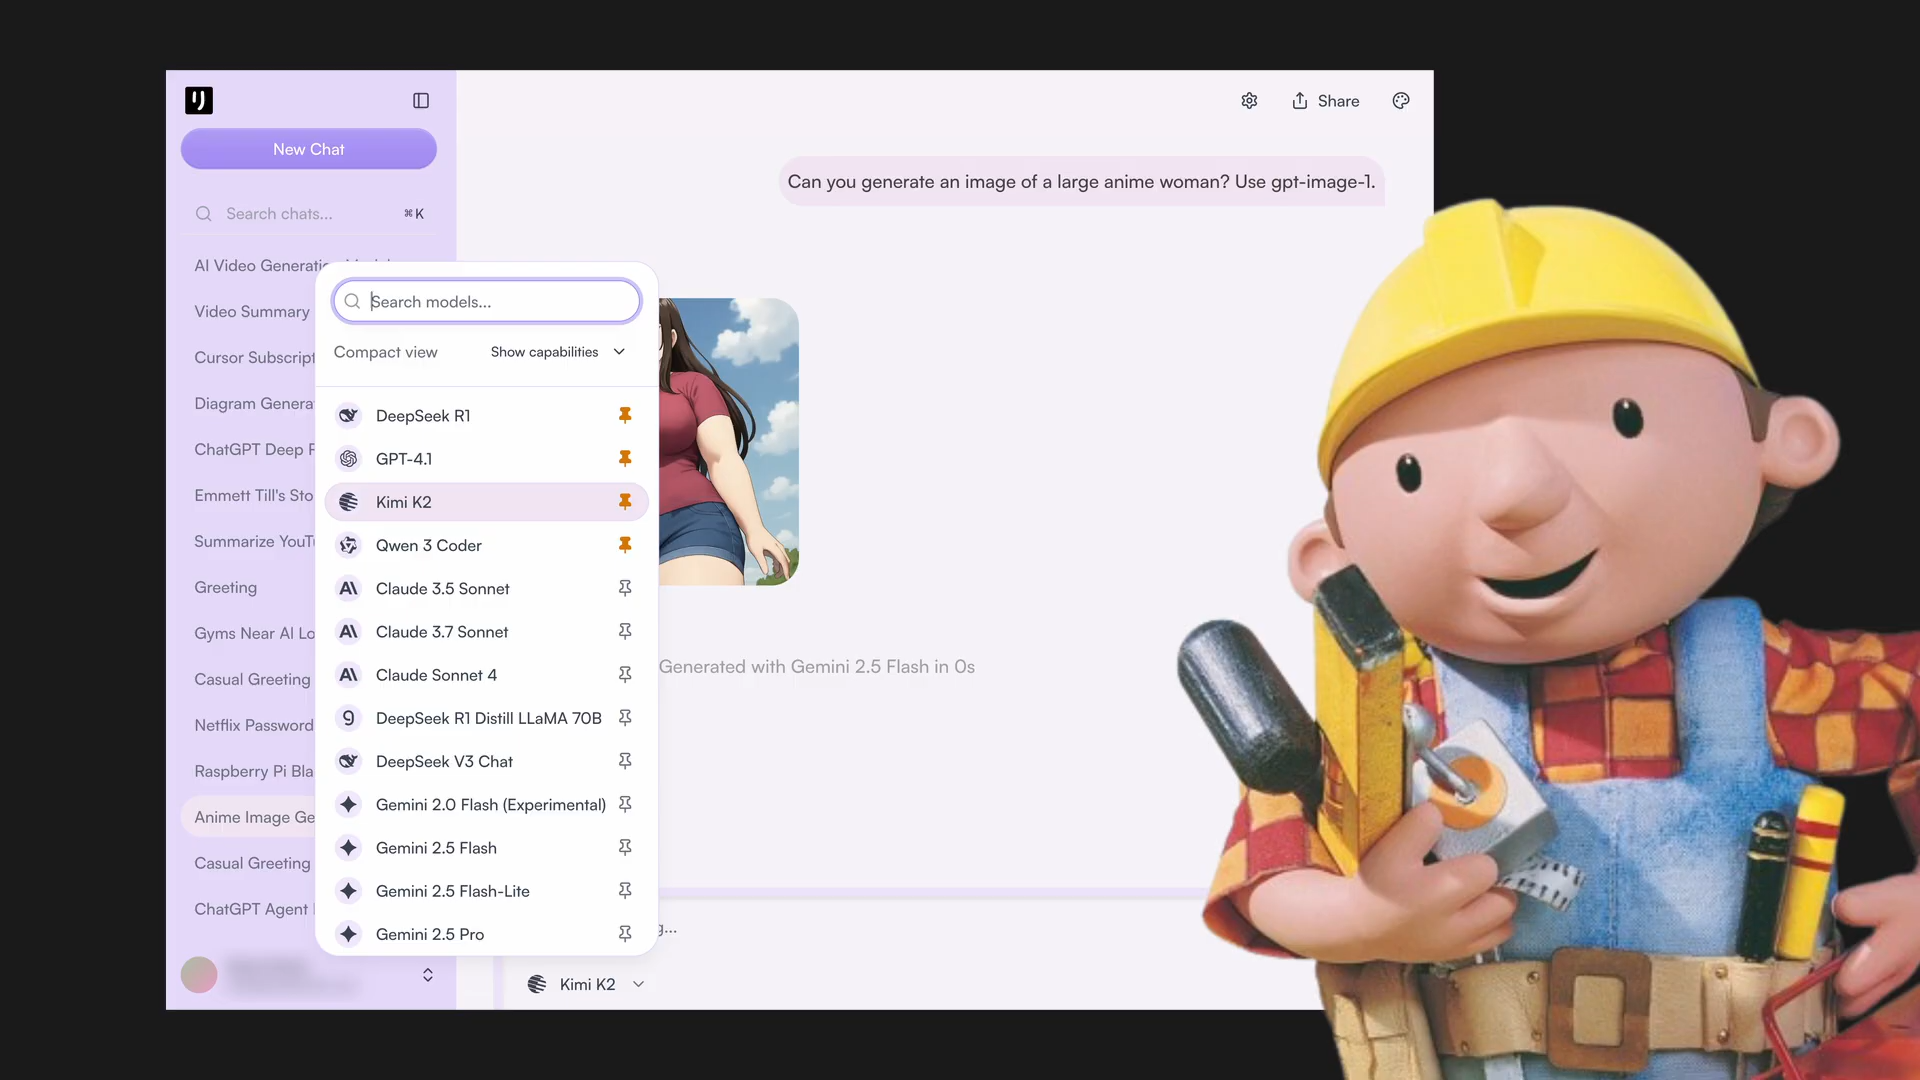 New Chat
Search chats...
⌘K
AI Video Generati
Video Summary
Cursor Subscript
Diagram Genera
ChatGPT Deep
Emmett Till's Sto
Summarize YouT
Greeting
Gyms Near Al Lo
Casual Greeting
Netflix Password
Raspberry Pi Bla
Anime Image Ge
Casual Greeting
ChatGPT Agent
Search models...
Compact view
Show capabilities
DeepSeek R1
GPT-4.1
Kimi K2
Qwen 3 Coder
Claude 3.5 Sonnet
Claude 3.7 Sonnet
Claude Sonnet 4
DeepSeek R1 Distill LLaMA 70B
DeepSeek V3 Chat
Gemini 2.0 Flash (Experimental)
Gemini 2.5 Flash
Gemini 2.5 Flash-Lite
Gemini 2.5 Pro
Share
Can you generate an image of a large anime woman? Use gpt-image-1.
Generated with Gemini 2.5 Flash in 0s
g...
Kimi K2